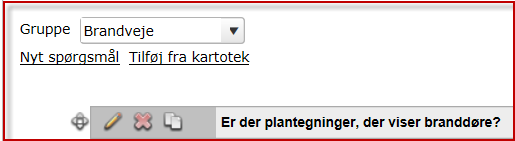 Gruppe Brandveje
Nyt spørgsmål Tilføj fra kartotek
Er der plantegninger, der viser branddøre?